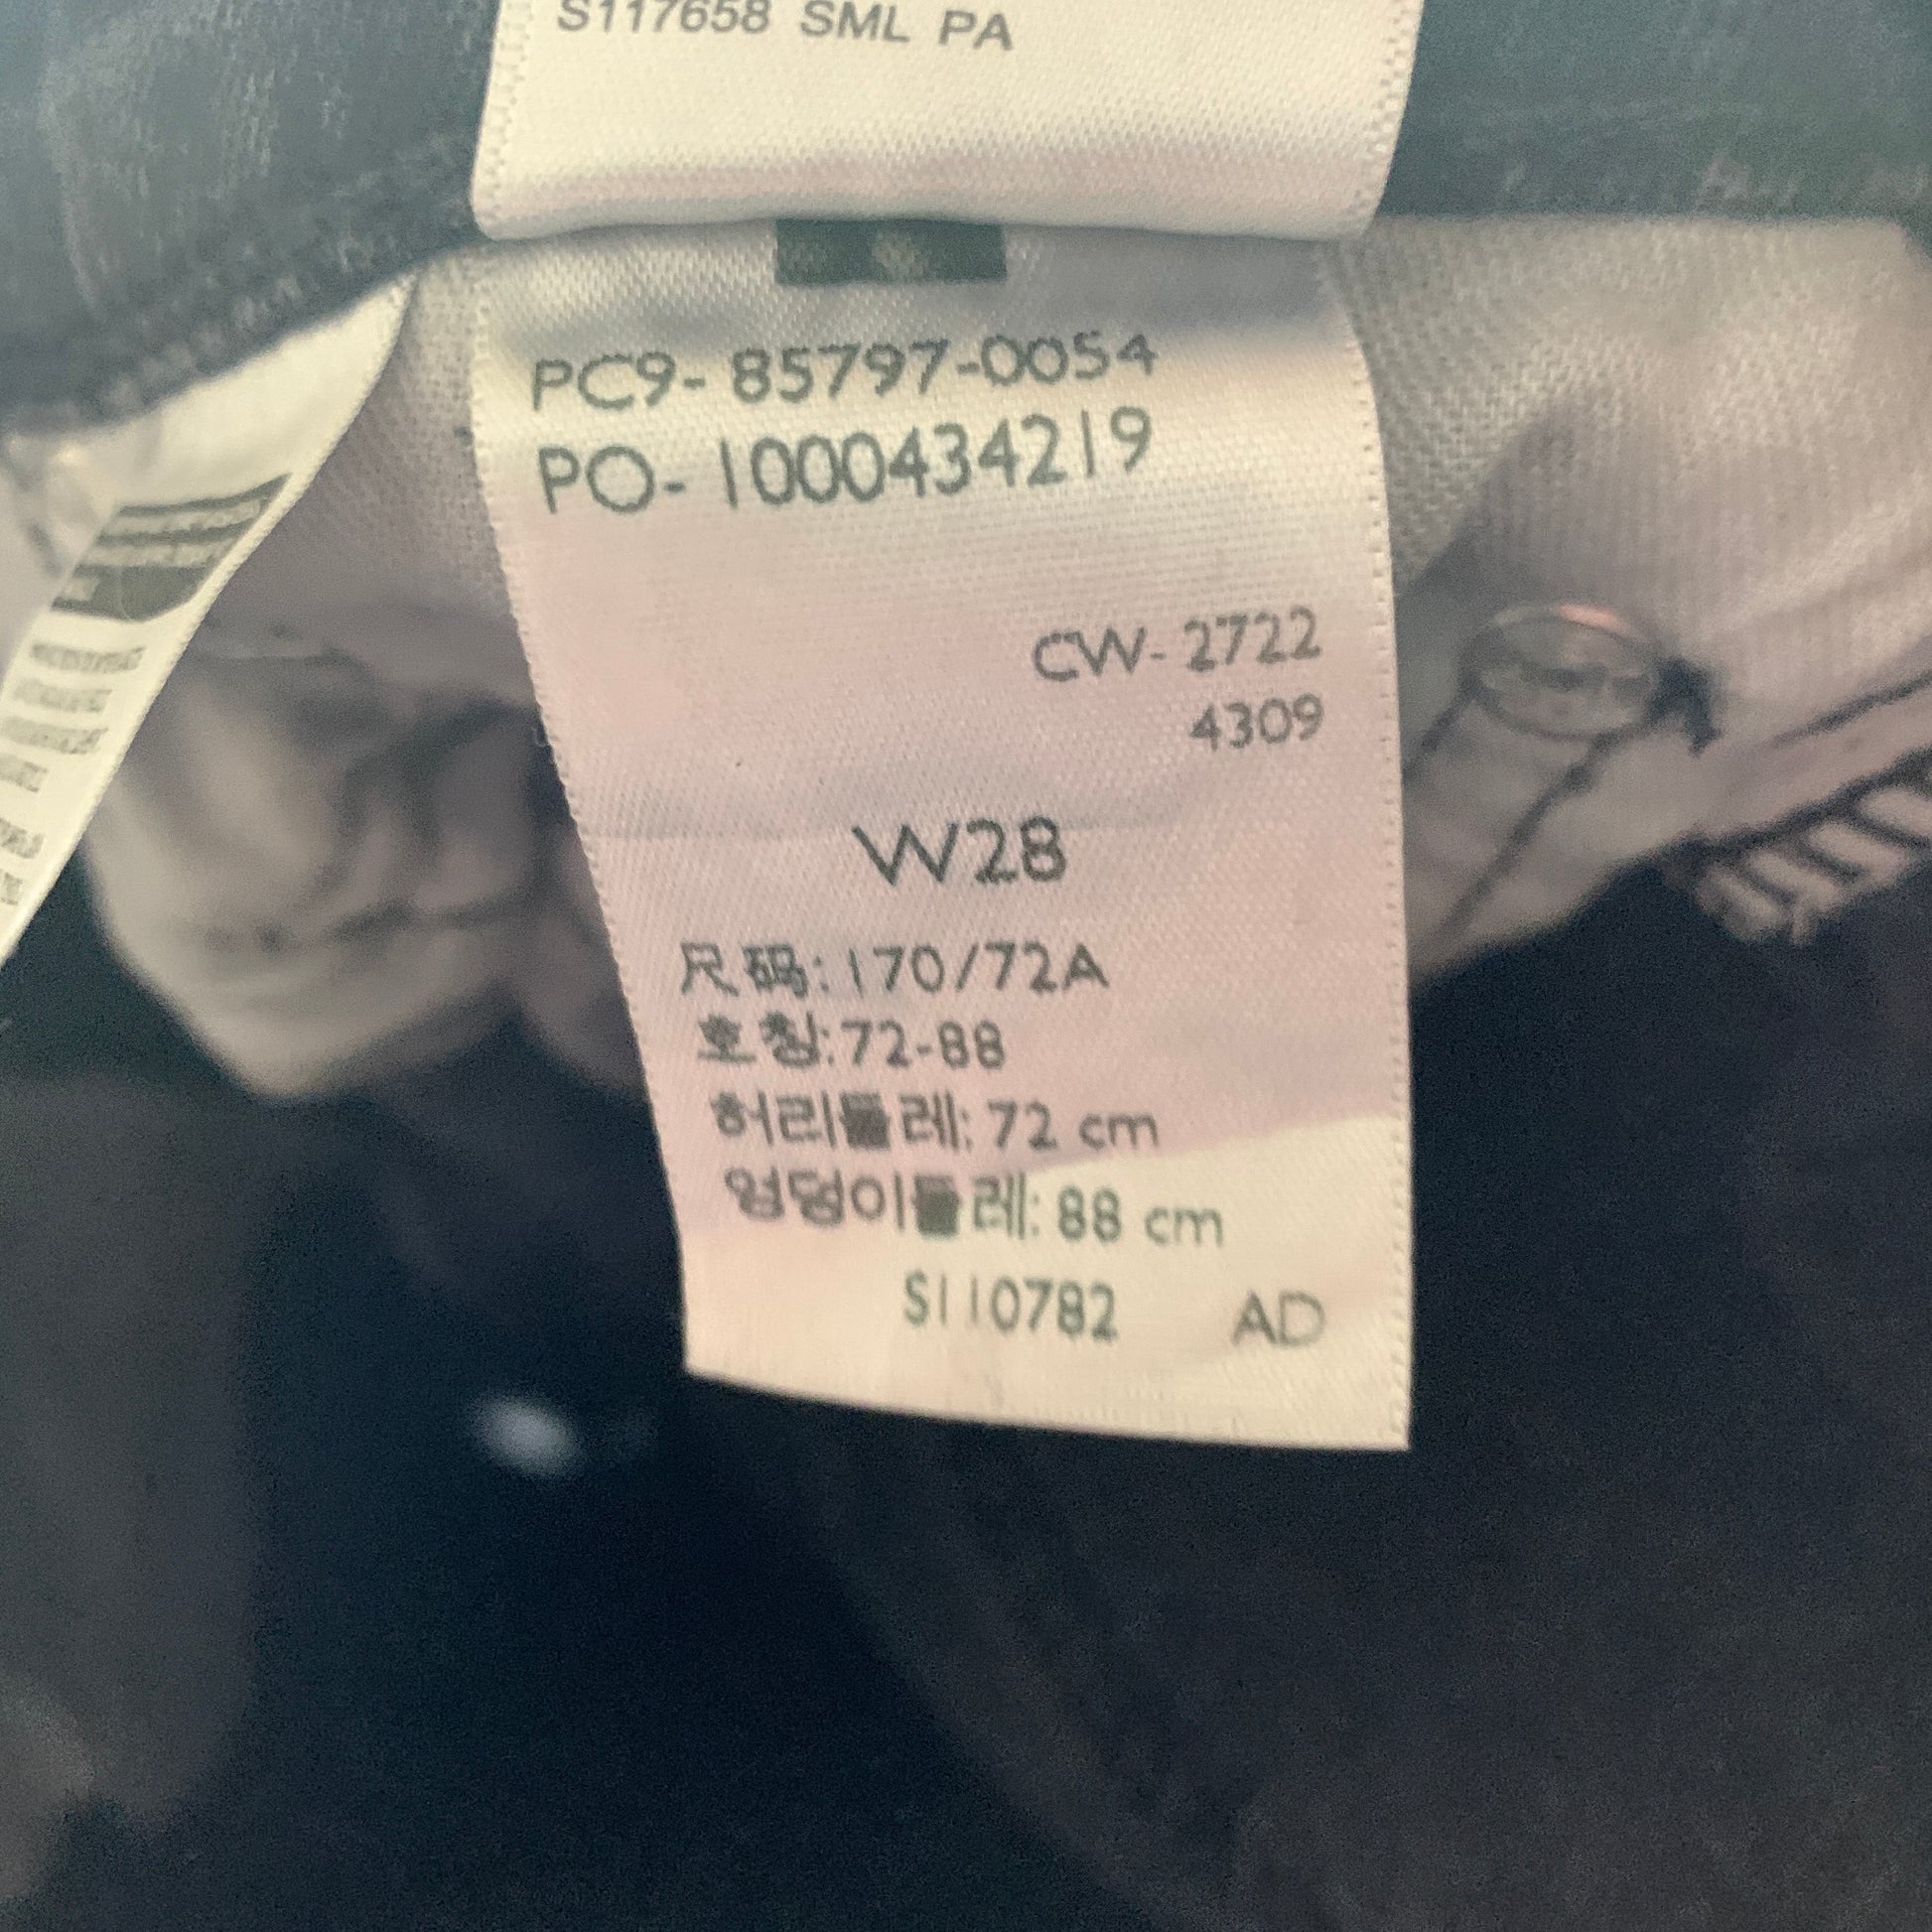 S117658 SML PA
PC9- 85797-0054
PO- 1000434219
CW- 2722
4309
W28
尺码: 170/72A
호칭: 72-88
허리둘레: 72 cm
엉덩이둘레: 88 cm
S110782 AD